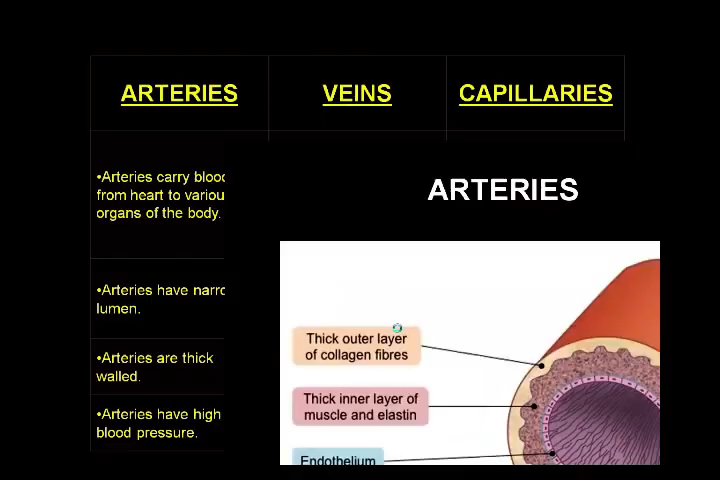 ARTERIES VEINS CAPILLARIES
•Arteries carry blood
from heart to
organs of the body.
ARTERIES
•Arteries have
lumen.
Thick outer layer
of collagen fibres
•Arteries are thick
walled.
Thick inner layer of
muscle and elastin
•Arteries have high
blood pressure.
Endothelium